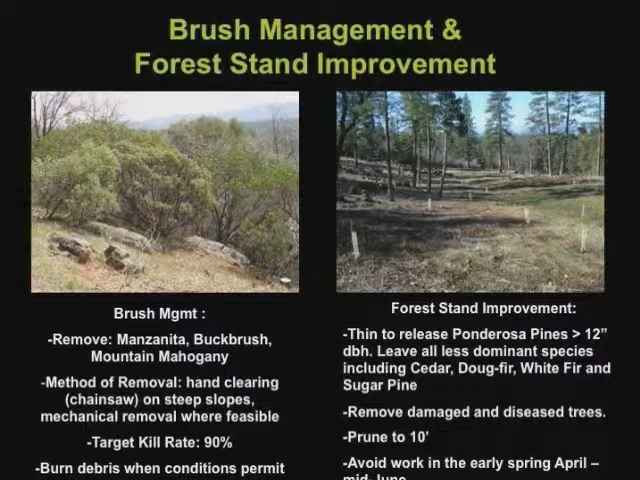 Brush Management &
Forest Stand Improvement
Brush Mgmt :
-Remove: Manzanita, Buckbrush,
Mountain Mahogany
-Method of Removal: hand clearing
(chainsaw) on steep slopes,
mechanical removal where feasible
-Target Kill Rate: 90%
-Burn debris when conditions permit
Forest Stand Improvement:
-Thin to release Ponderosa Pines > 12”
dbh. Leave all less dominant species
including Cedar, Doug-fir, White Fir and
Sugar Pine
-Remove damaged and diseased trees.
-Prune to 10’
-Avoid work in the early spring April –
mid-June